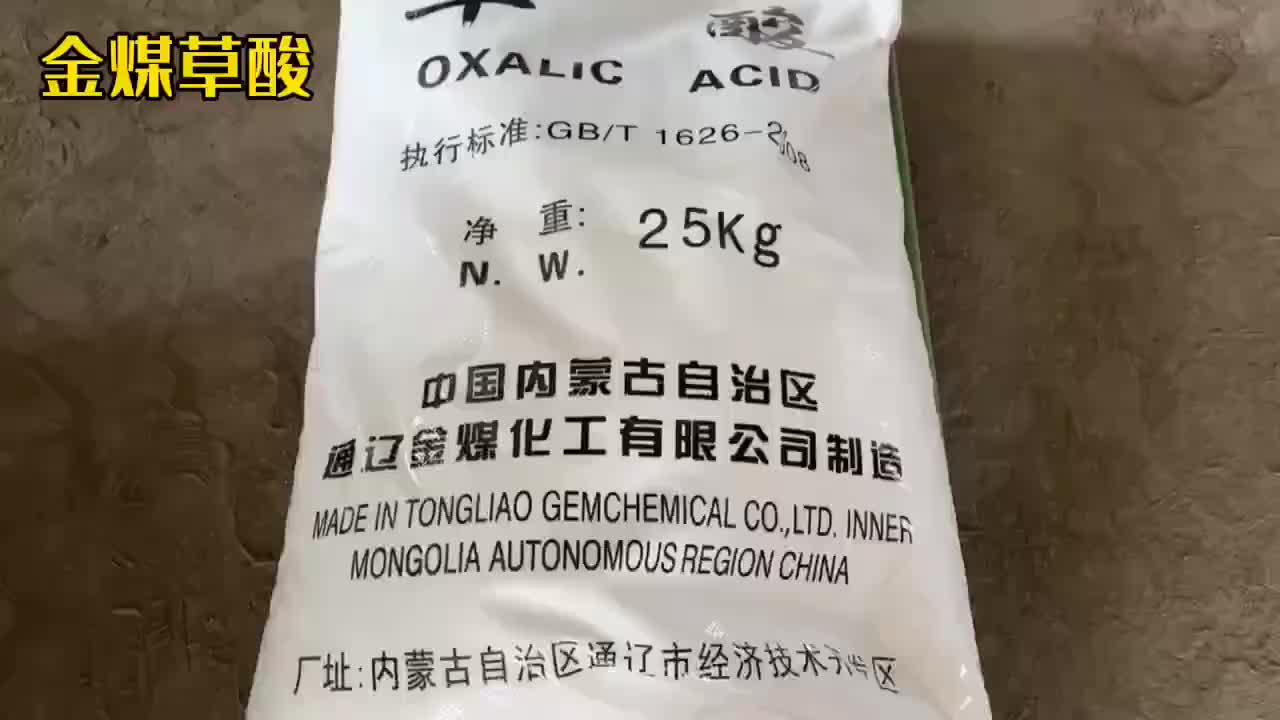 金煤草酸
酸
OXALIC ACID
执行标准:GB/T 1626-2008
净 重: 25Kg
N. W.
中国内蒙古自治区
通辽金煤化工有限公司制造
MADE IN TONGLIAO GEMCHEMICAL CO.,LTD. INNER
MONGOLIA AUTONOMOUS REGION CHINA
厂址:内蒙古自治区通辽市经济技术 区